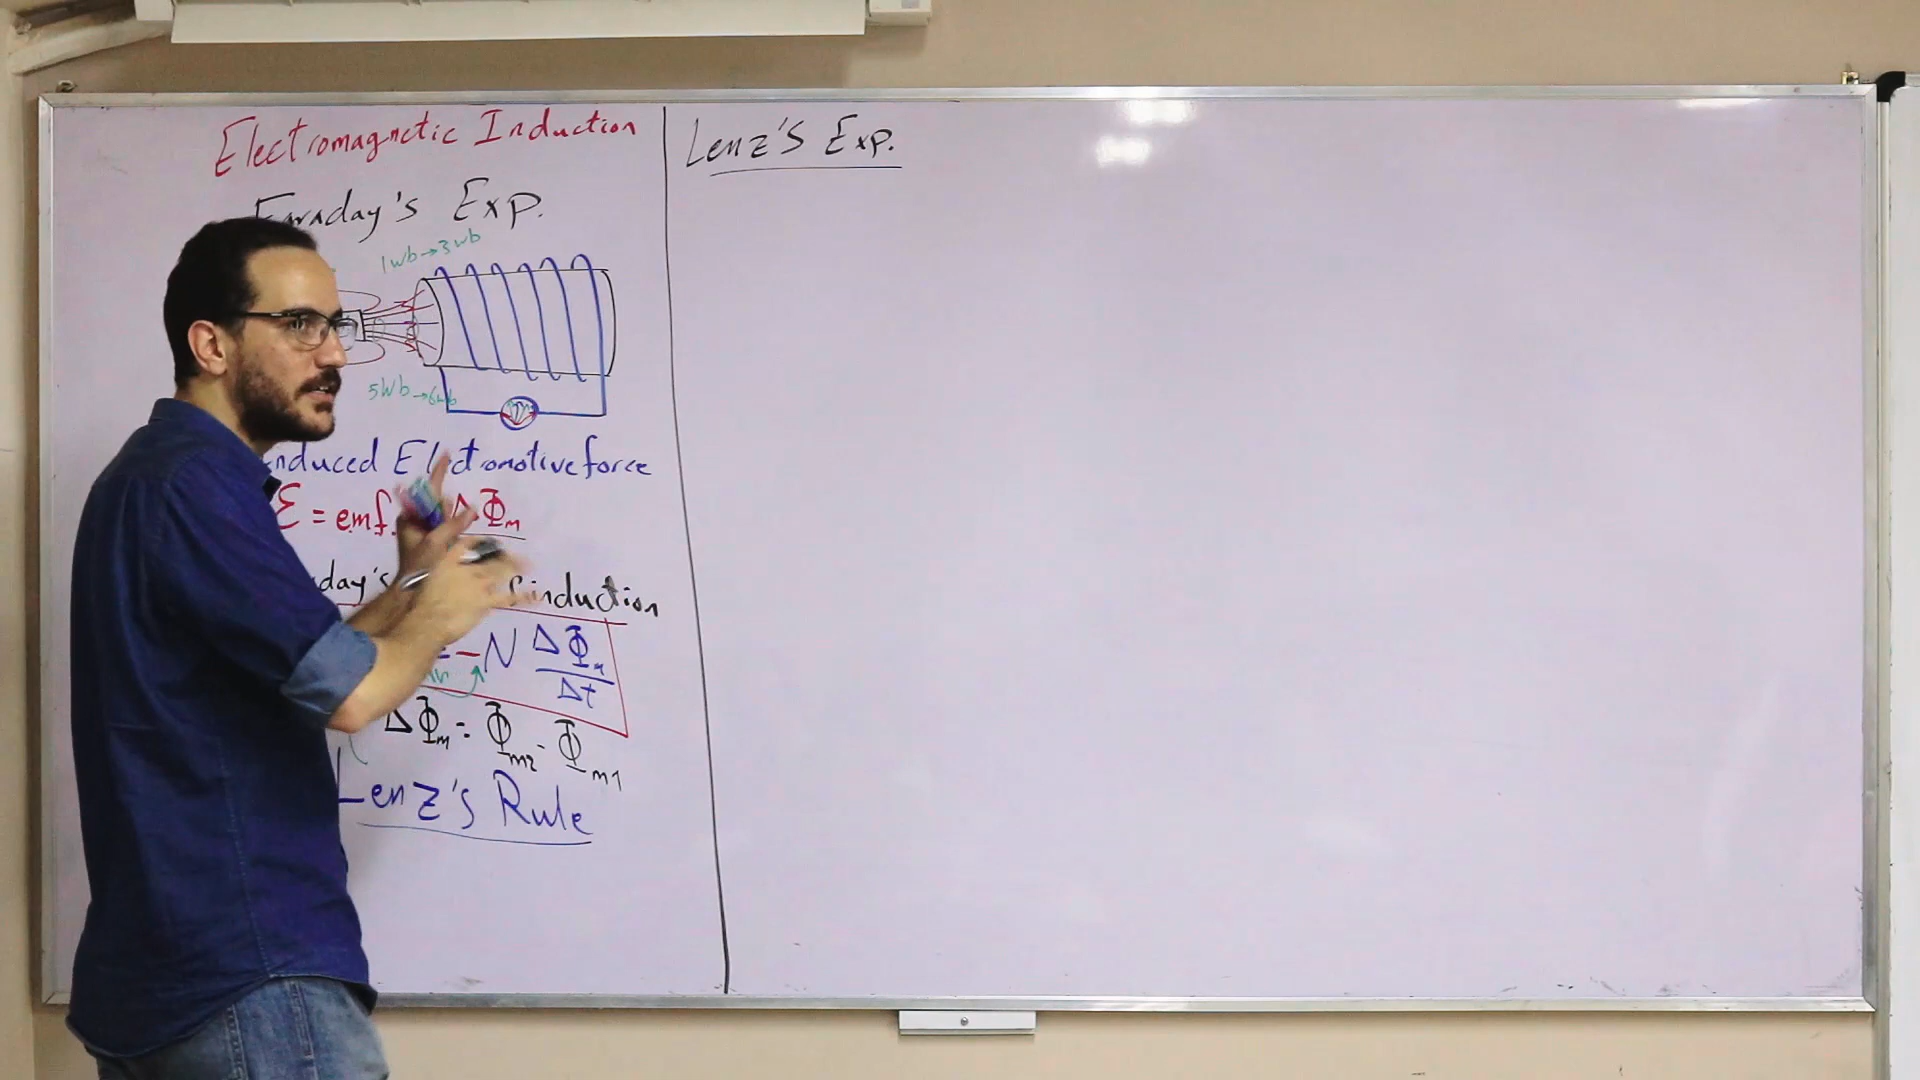 Electromagnetic Induction
Faraday's Exp.
1wb→3wb
5Wb→6wb
Induced Electromotive force
Ɛ = emf. ΔΦm
induction
-N ΔΦm
Δt
ΔΦm = Φm2 - Φm1
Lenz's Rule
Lenz's Exp.